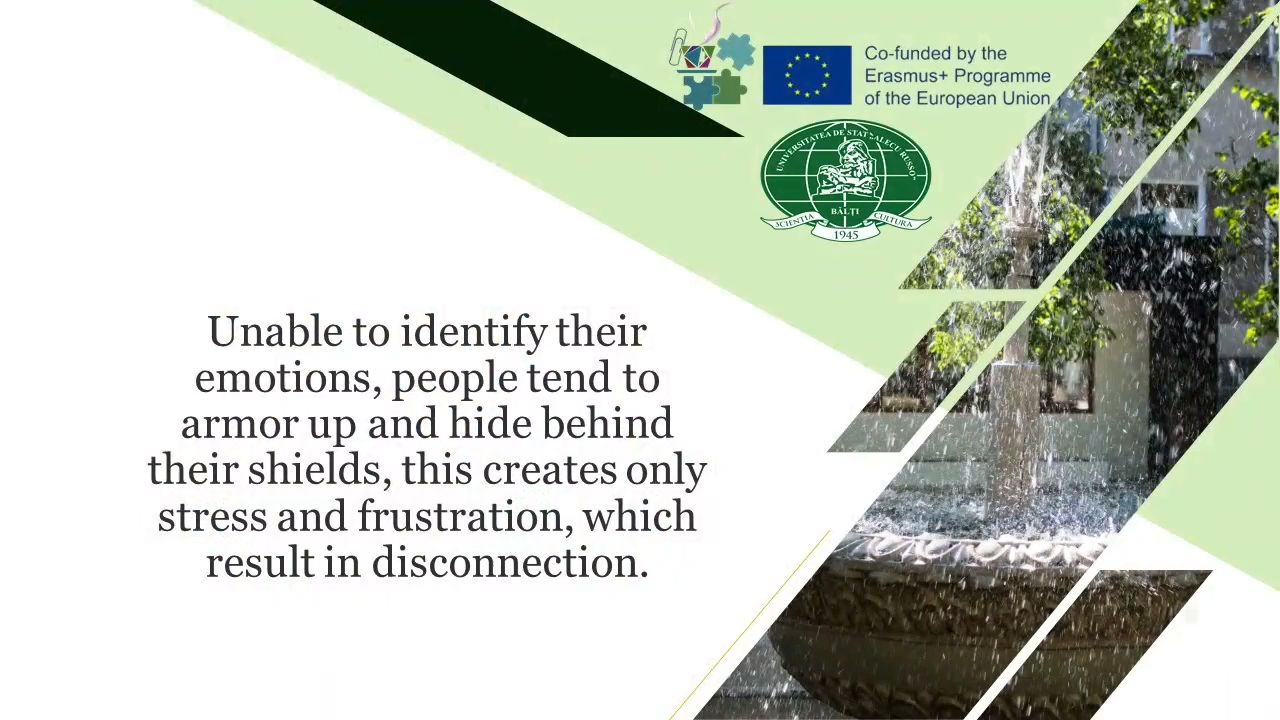 Co-funded by the
Erasmus+ Programme
of the European Union
UNIVERSITATEA DE STAT "ALECU RUSSO"
BĂLȚI
SCIENTIA CULTURA
1945
Unable to identify their
emotions, people tend to
armor up and hide behind
their shields, this creates only
stress and frustration, which
result in disconnection.